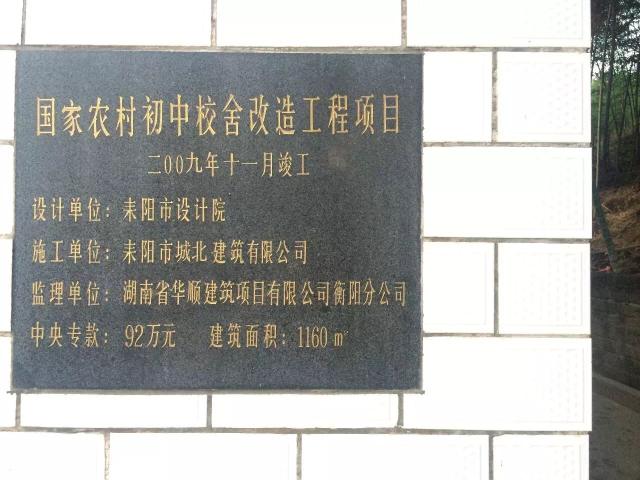 国家农村初中校舍改造工程项目
二00九年十一月竣工
设计单位：耒阳市设计院
施工单位：耒阳市城北建筑有限公司
监理单位：湖南省华顺建筑项目有限公司衡阳分公司
中央专款：92万元 建筑面积：1160㎡